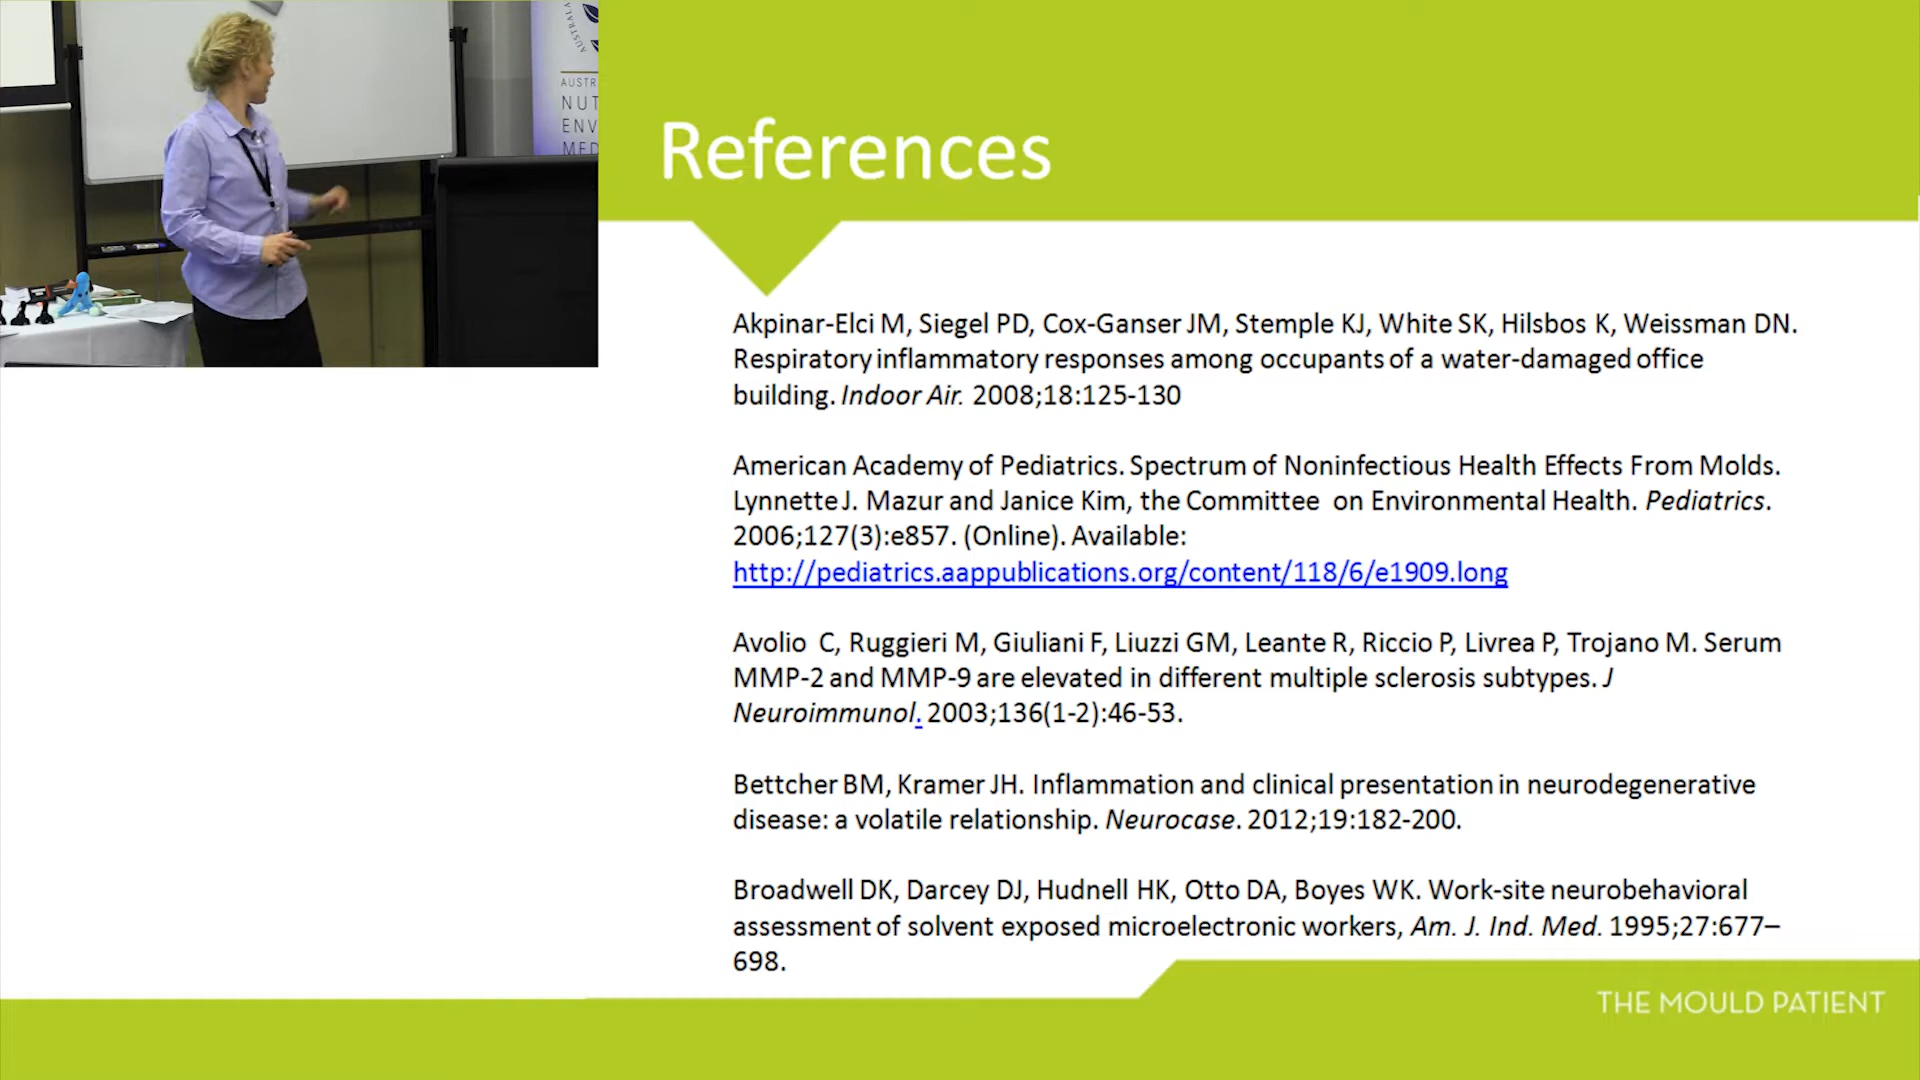 AUSTRALA
AUSTR
NUT
ENV
MED
References
Akpinar-Elci M, Siegel PD, Cox-Ganser JM, Stemple KJ, White SK, Hilsbos K, Weissman DN.
Respiratory inflammatory responses among occupants of a water-damaged office
building. Indoor Air. 2008;18:125-130
American Academy of Pediatrics. Spectrum of Noninfectious Health Effects From Molds.
Lynnette J. Mazur and Janice Kim, the Committee on Environmental Health. Pediatrics.
2006;127(3):e857. (Online). Available:
http://pediatrics.aappublications.org/content/118/6/e1909.long
Avolio C, Ruggieri M, Giuliani F, Liuzzi GM, Leante R, Riccio P, Livrea P, Trojano M. Serum
MMP-2 and MMP-9 are elevated in different multiple sclerosis subtypes. J
Neuroimmunol. 2003;136(1-2):46-53.
Bettcher BM, Kramer JH. Inflammation and clinical presentation in neurodegenerative
disease: a volatile relationship. Neurocase. 2012;19:182-200.
Broadwell DK, Darcey DJ, Hudnell HK, Otto DA, Boyes WK. Work-site neurobehavioral
assessment of solvent exposed microelectronic workers, Am. J. Ind. Med. 1995;27:677–
698.
THE MOULD PATIENT